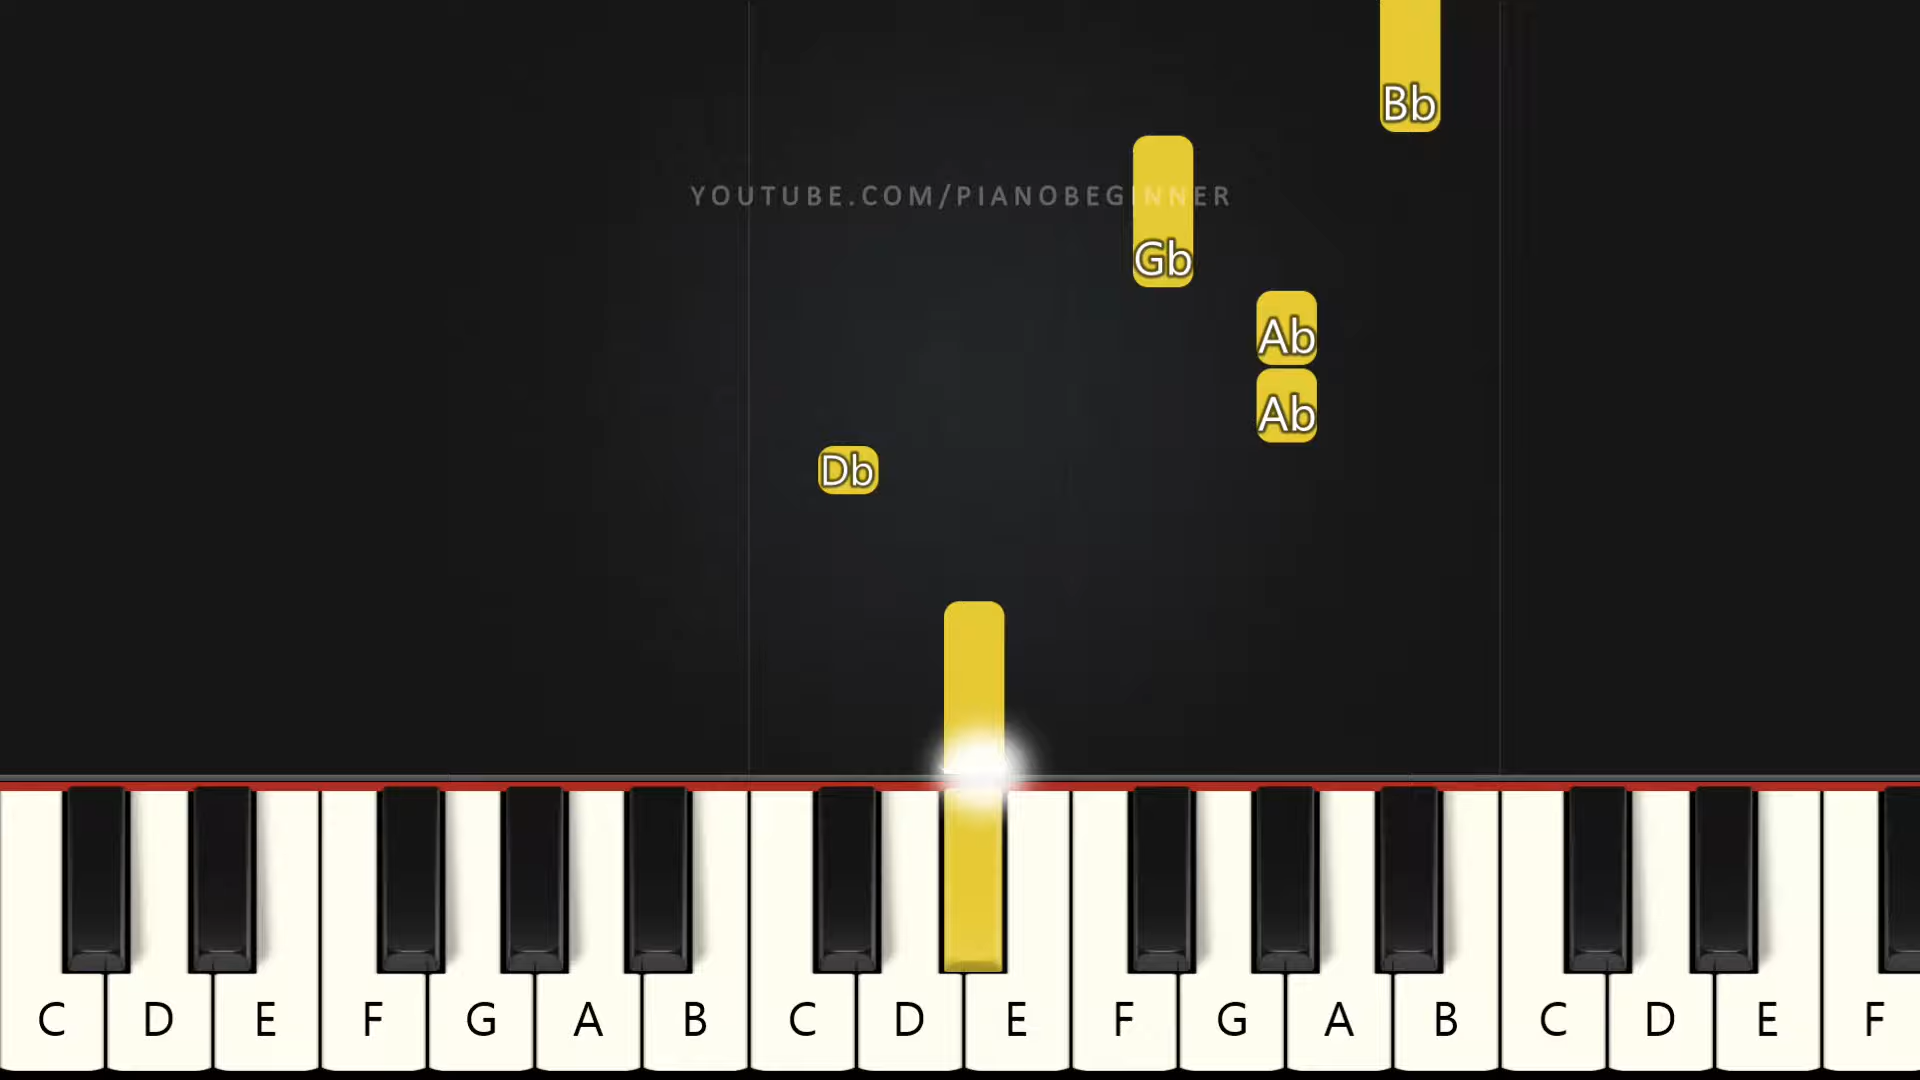 Bb
YOUTUBE.COM/PIANOBEGINNER
Gb
Ab
Ab
Db
C D E F G A B C D E F G A B C D E F